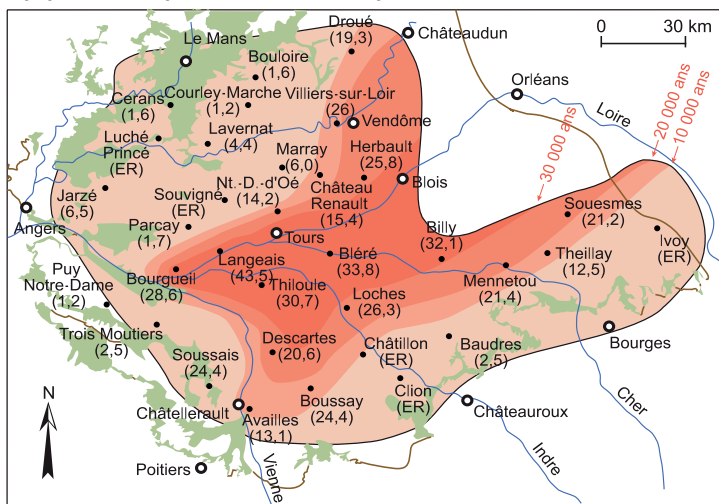 Droué
(19,3)
Châteaudun
0 30 km
Le Mans
Bouloire
(1,6)
Orléans
Cerans
(1,6)
Courley-Marche
(1,2)
Villiers-sur-Loir
(26)
Vendôme
Loire
20 000 ans
10 000 ans
30 000 ans
Luché
Princé
(ER)
Lavernat
(4,4)
Marray
(6,0)
Herbault
(25,8)
Château
Renault
(15,4)
Blois
Jarzé
(6,5)
Souvigné
(ER)
Nt.-D.-d'Oé
(14,2)
Angers
Parcay
(1,7)
Tours
Billy
(32,1)
Souesmes
(21,2)
Ivoy
(ER)
Langeais
(43,5)
Bléré
(33,8)
Theillay
(12,5)
Mennetou
(21,4)
Puy
Notre-Dame
(1,2)
Bourgueil
(28,6)
Thiloule
(30,7)
Loches
(26,3)
Trois Moutiers
(2,5)
Descartes
(20,6)
Châtillon
(ER)
Baudres
(2,5)
Bourges
Soussais
(24,4)
Boussay
(24,4)
Clion
(ER)
N
Châtellerault
Availles
(13,1)
Châteauroux
Cher
Indre
Poitiers
Vienne